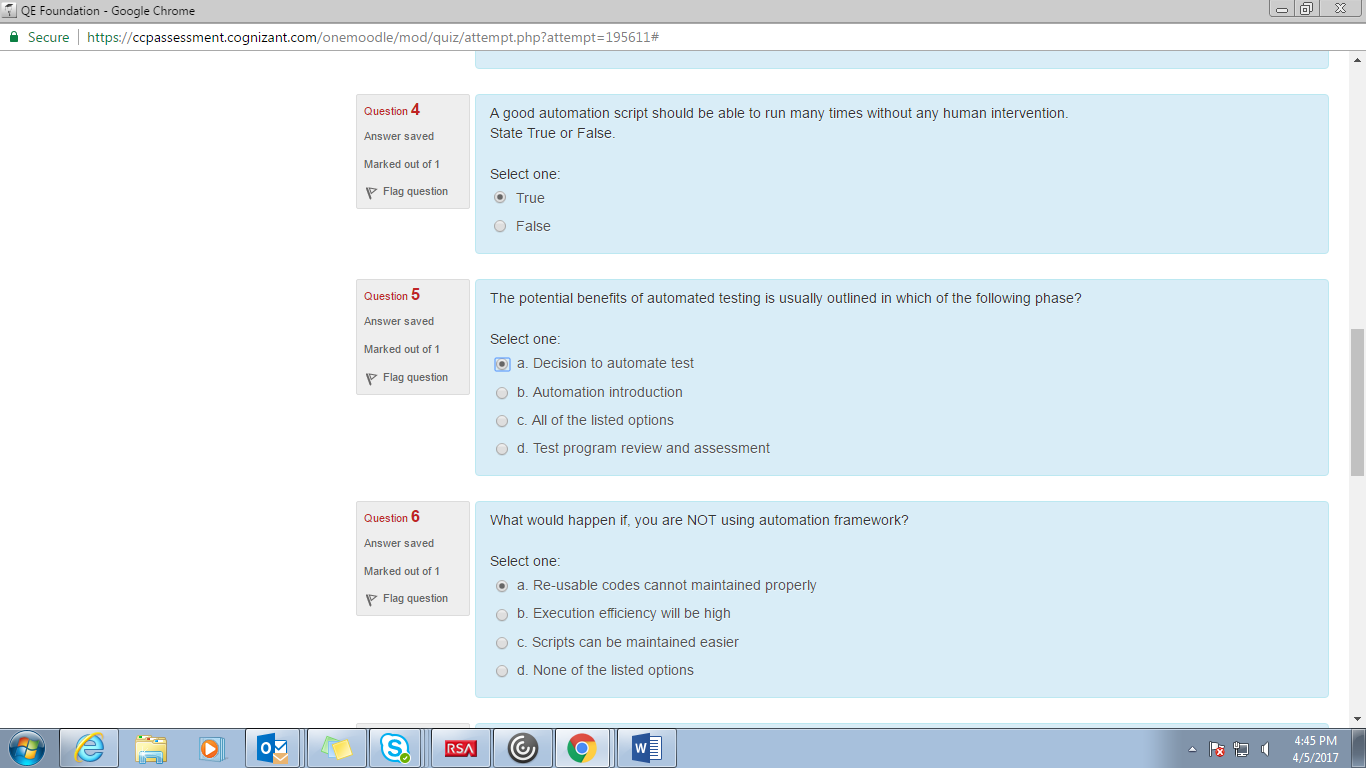 QE Foundation - Google Chrome
Secure https://ccpassessment.cognizant.com/onemoodle/mod/quiz/attempt.php?attempt=195611#
Question 4
Answer saved
Marked out of 1
Flag question
A good automation script should be able to run many times without any human intervention.
State True or False.
Select one:
True
False
Question 5
Answer saved
Marked out of 1
Flag question
The potential benefits of automated testing is usually outlined in which of the following phase?
Select one:
a. Decision to automate test
b. Automation introduction
c. All of the listed options
d. Test program review and assessment
Question 6
Answer saved
Marked out of 1
Flag question
What would happen if, you are NOT using automation framework?
Select one:
a. Re-usable codes cannot maintained properly
b. Execution efficiency will be high
c. Scripts can be maintained easier
d. None of the listed options
RSA
4:45 PM
4/5/2017